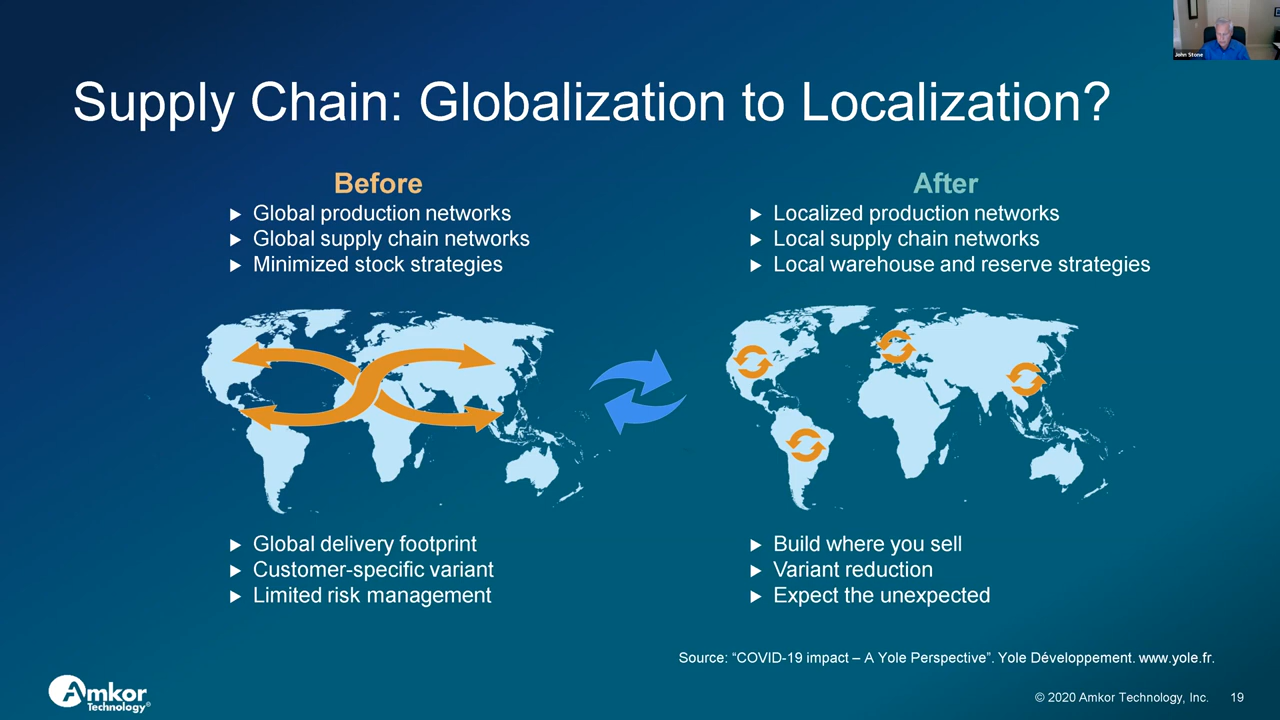 John Stone
Supply Chain: Globalization to Localization?
Before
► Global production networks
► Global supply chain networks
► Minimized stock strategies
After
► Localized production networks
► Local supply chain networks
► Local warehouse and reserve strategies
► Global delivery footprint
► Customer-specific variant
► Limited risk management
► Build where you sell
► Variant reduction
► Expect the unexpected
Source: “COVID-19 impact – A Yole Perspective”. Yole Développement. www.yole.fr.
Amkor
Technology®
© 2020 Amkor Technology, Inc. 19